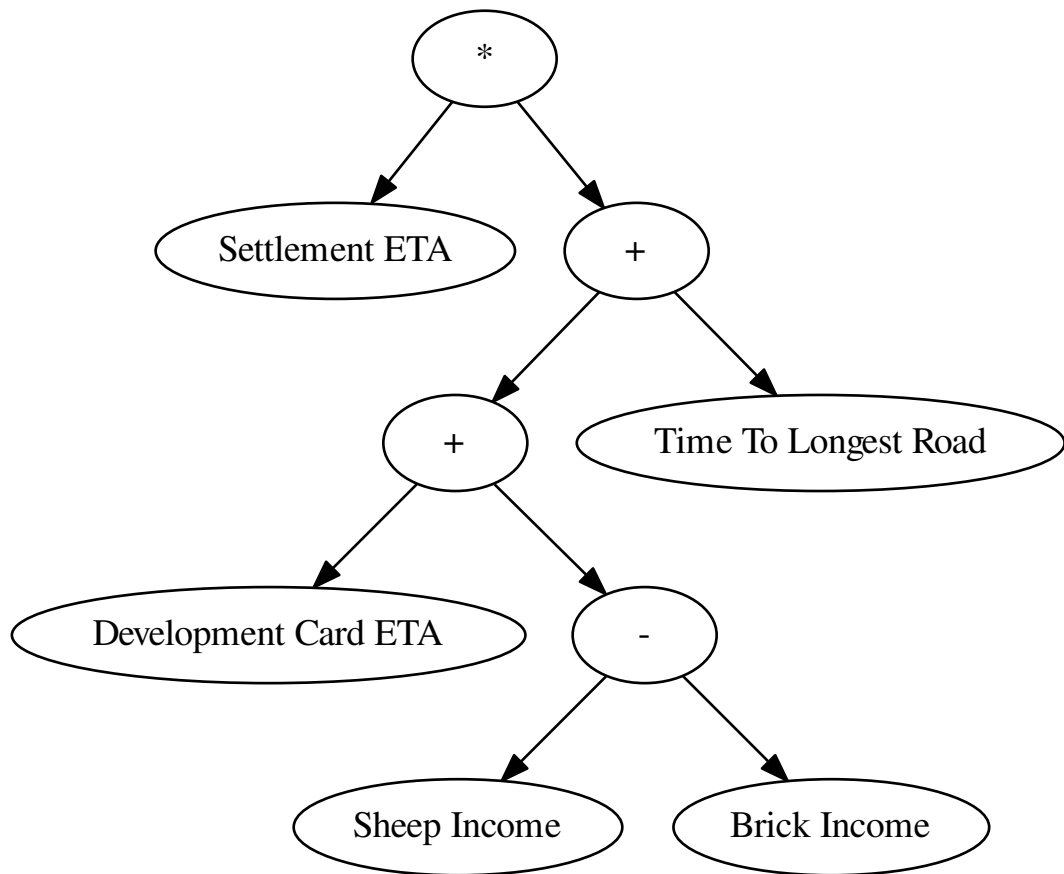 *
Settlement ETA
+
+
Time To Longest Road
Development Card ETA
-
Sheep Income
Brick Income